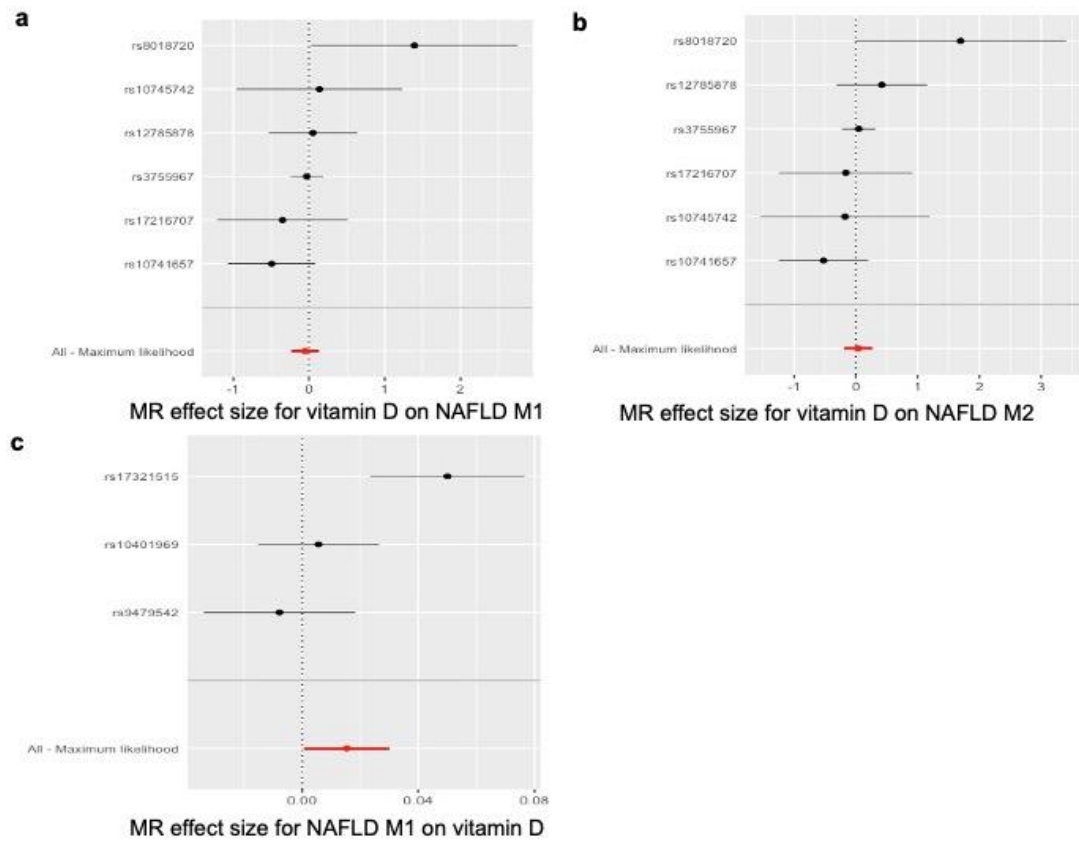 a
rs8018720
rs10745742
rs12785878
rs3755967
rs17216707
rs10741657
All - Maximum likelihood
-1 0 1 2
MR effect size for vitamin D on NAFLD M1
b
rs8018720
rs12785878
rs3755967
rs17216707
rs10745742
rs10741657
All - Maximum likelihood
-1 0 1 2 3
MR effect size for vitamin D on NAFLD M2
c
rs17321515
rs10401969
rs9479542
All - Maximum likelihood
0.00 0.04 0.08
MR effect size for NAFLD M1 on vitamin D